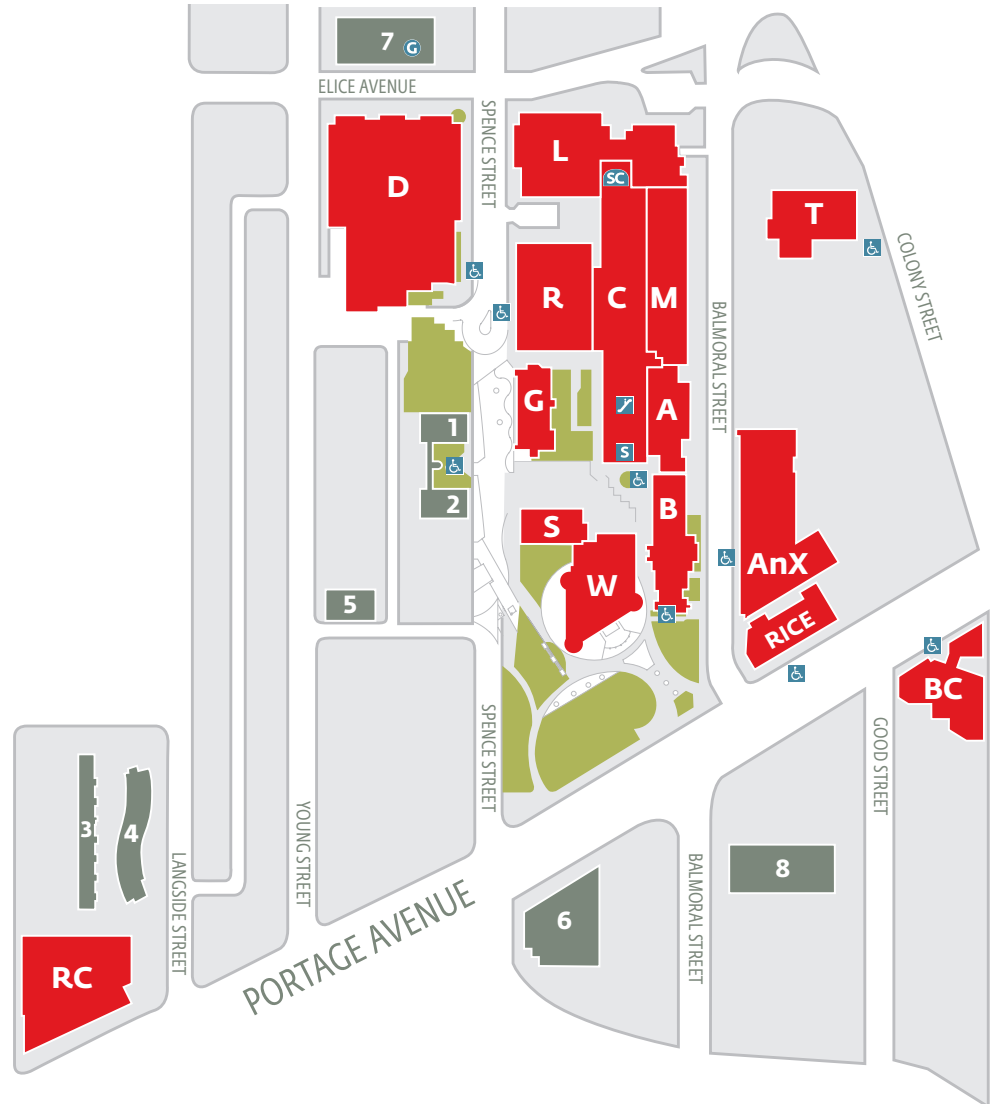 7 G
ELICE AVENUE
SPENCE STREET
L
SC
D
T
COLONY STREET
R
C
M
BALMORAL STREET
G
A
1
S
2
S
B
AnX
W
5
RICE
BC
SPENCE STREET
GOOD STREET
3
4
YOUNG STREET
LANGSIDE STREET
BALMORAL STREET
8
6
PORTAGE AVENUE
RC